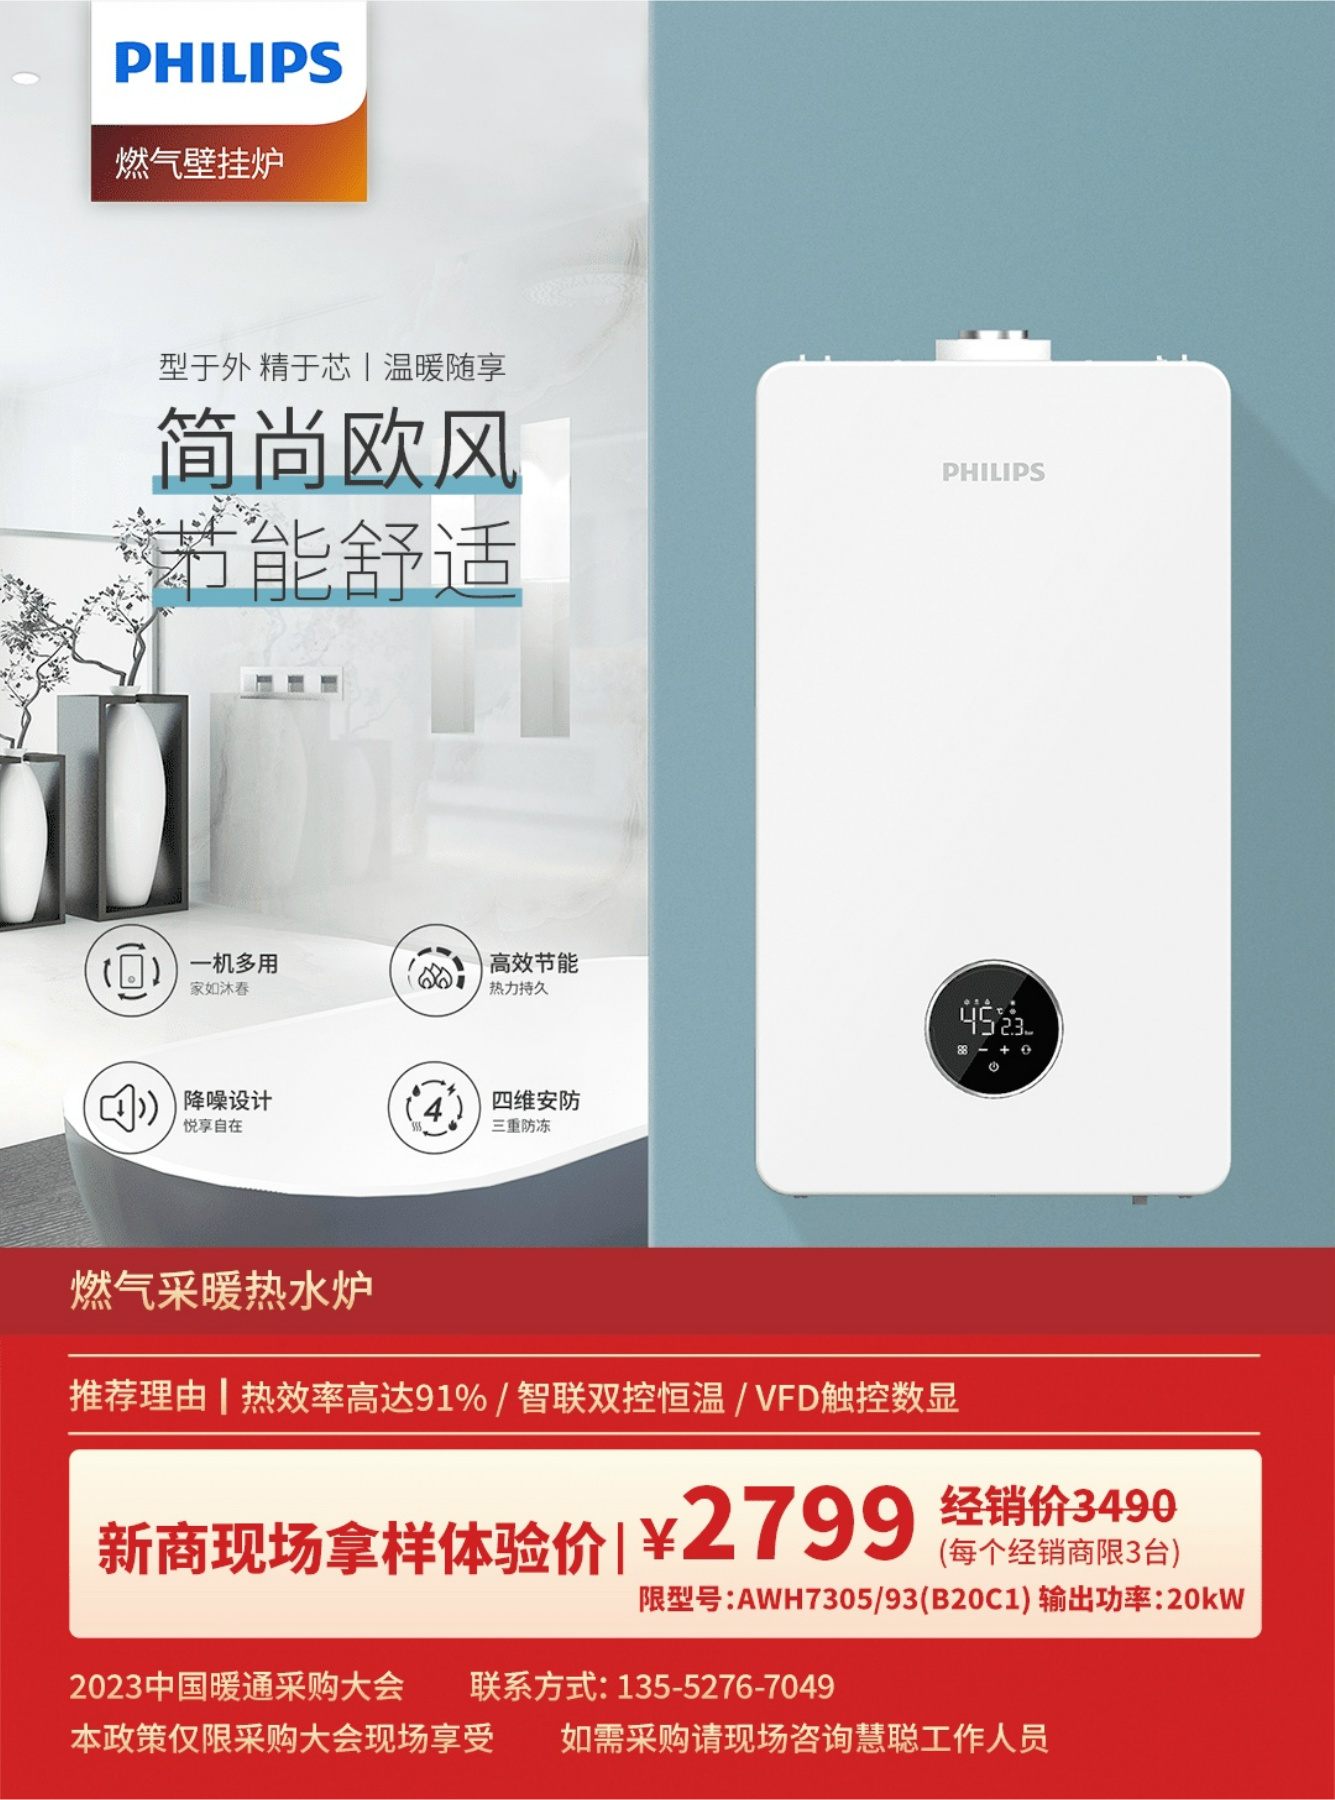 PHILIPS
燃气壁挂炉
型于外 精于芯丨温暖随享
简尚欧风
节能舒适
PHILIPS
45℃ 2.3bar
一机多用
家如沐春
高效节能
热力持久
降噪设计
悦享自在
4
四维安防
三重防冻
燃气采暖热水炉
推荐理由 | 热效率高达91% / 智联双控恒温 / VFD触控数显
新商现场拿样体验价 | ¥2799
经销价3490
(每个经销商限3台)
限型号:AWH7305/93(B20C1) 输出功率:20kW
2023中国暖通采购大会 联系方式: 135-5276-7049
本政策仅限采购大会现场享受 如需采购请现场咨询慧聪工作人员